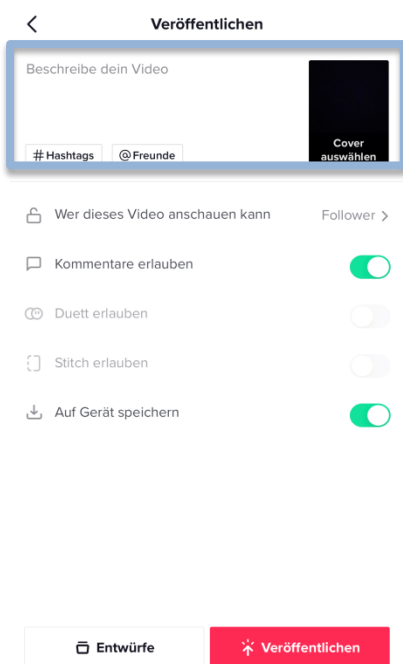 Veröffentlichen
Beschreibe dein Video
# Hashtags @ Freunde
Cover
auswählen
Wer dieses Video anschauen kann Follower >
Kommentare erlauben
Duett erlauben
Stitch erlauben
Auf Gerät speichern
Entwürfe Veröffentlichen